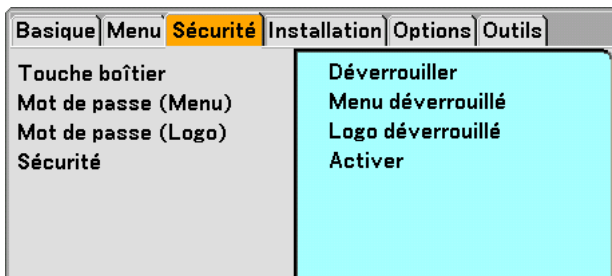 Basique Menu Sécurité Installation Options Outils
Touche boîtier Déverrouiller
Mot de passe (Menu) Menu déverrouillé
Mot de passe (Logo) Logo déverrouillé
Sécurité Activer